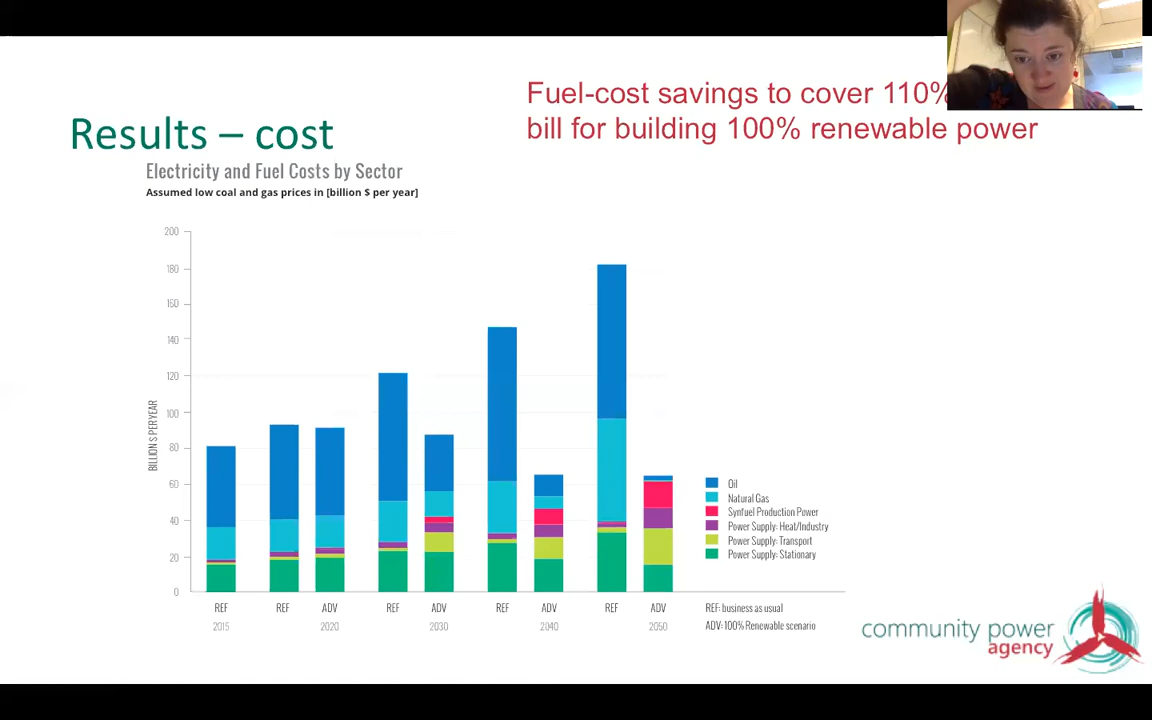 Fuel-cost savings to cover 110%
bill for building 100% renewable power
Results – cost
Electricity and Fuel Costs by Sector
Assumed low coal and gas prices in [billion $ per year]
200
180
160
140
120
100
80
60
40
20
0
BILLION $ PER YEAR
Oil
Natural Gas
Synfuel Production Power
Power Supply: Heat/Industry
Power Supply: Transport
Power Supply: Stationary
REF REF ADV REF ADV REF ADV REF ADV
2015 2020 2030 2040 2050
REF: business as usual
ADV: 100% Renewable scenario
community power
agency